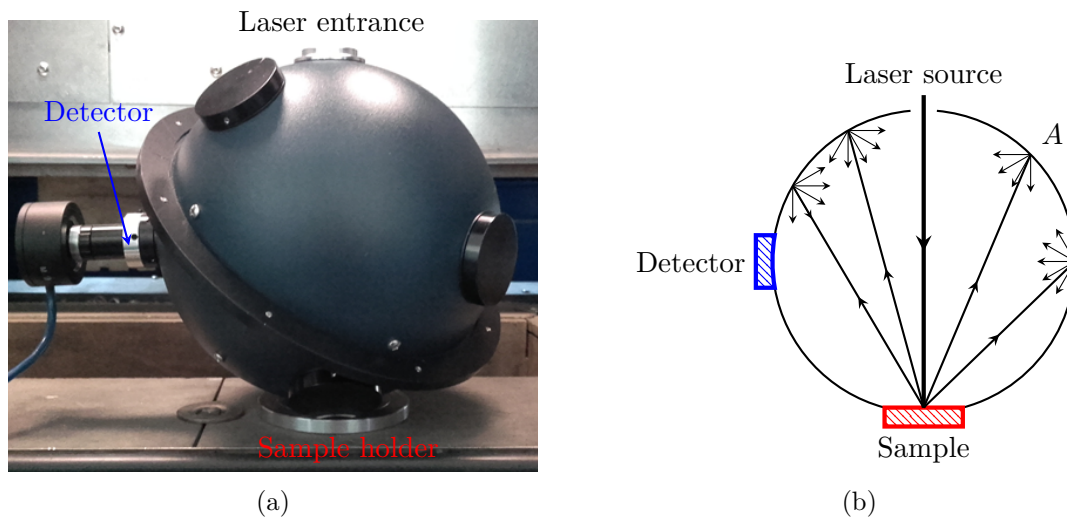 Laser entrance
Detector
Sample holder
(a)
Laser source
A
Detector
Sample
(b)